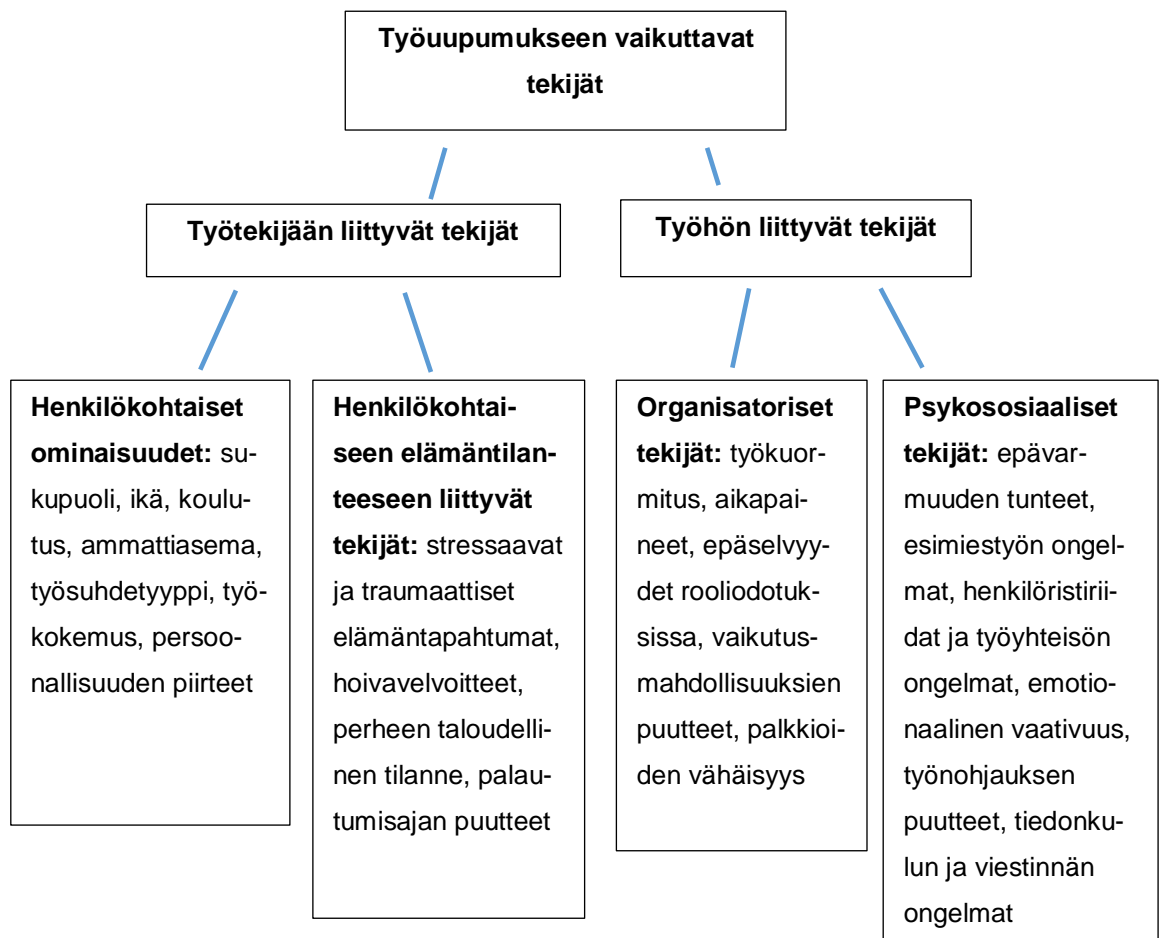 Työuupumukseen vaikuttavat
tekijät
Työtekijään liittyvät tekijät
Työhön liittyvät tekijät
Henkilökohtaiset
ominaisuudet: su-
kupuoli, ikä, koulu-
tus, ammattiasema,
työsuhdetyyppi, työ-
kokemus, persoo-
nallisuuden piirteet
Henkilökohtai-
seen elämäntilan-
teeseen liittyvät
tekijät: stressaavat
ja traumaattiset
elämäntapahtumat,
hoivavelvoitteet,
perheen taloudelli-
nen tilanne, palau-
tumisajan puutteet
Organisatoriset
tekijät: työkuor-
mitus, aikapai-
neet, epäselvyy-
det rooliodotuk-
sissa, vaikutus-
mahdollisuuksien
puutteet, palkkioi-
den vähäisyys
Psykososiaaliset
tekijät: epävar-
muuden tunteet,
esimiestyön ongel-
mat, henkilöristirii-
dat ja työyhteisön
ongelmat, emotio-
naalinen vaativuus,
työnohjauksen
puutteet, tiedonku-
lun ja viestinnän
ongelmat